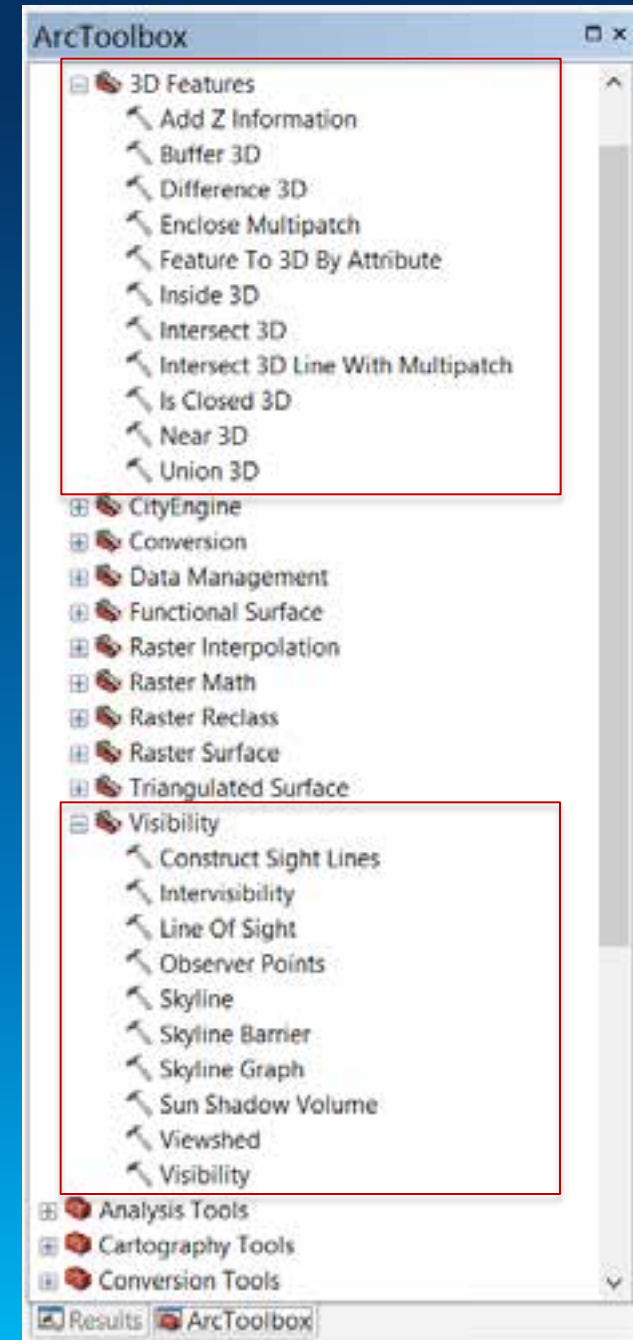 ArcToolbox
3D Features
Add Z Information
Buffer 3D
Difference 3D
Enclose Multipatch
Feature To 3D By Attribute
Inside 3D
Intersect 3D
Intersect 3D Line With Multipatch
Is Closed 3D
Near 3D
Union 3D
CityEngine
Conversion
Data Management
Functional Surface
Raster Interpolation
Raster Math
Raster Reclass
Raster Surface
Triangulated Surface
Visibility
Construct Sight Lines
Intervisibility
Line Of Sight
Observer Points
Skyline
Skyline Barrier
Skyline Graph
Sun Shadow Volume
Viewshed
Visibility
Analysis Tools
Cartography Tools
Conversion Tools
Results ArcToolbox